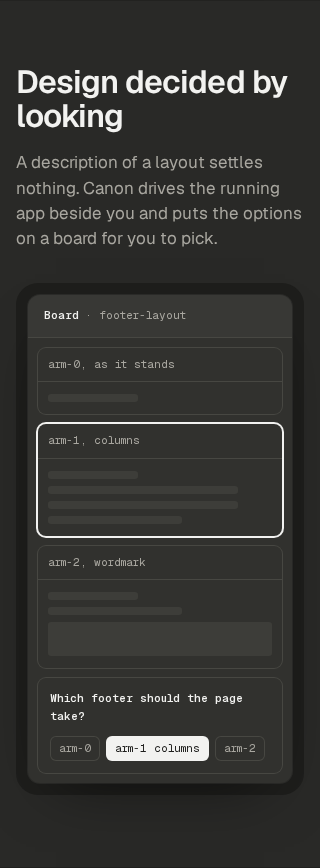 Design decided by
looking
A description of a layout settles
nothing. Canon drives the running
app beside you and puts the options
on a board for you to pick.
Board · footer-layout
arm-0, as it stands
arm-1, columns
arm-2, wordmark
Which footer should the page
take?
arm-0 arm-1 columns arm-2